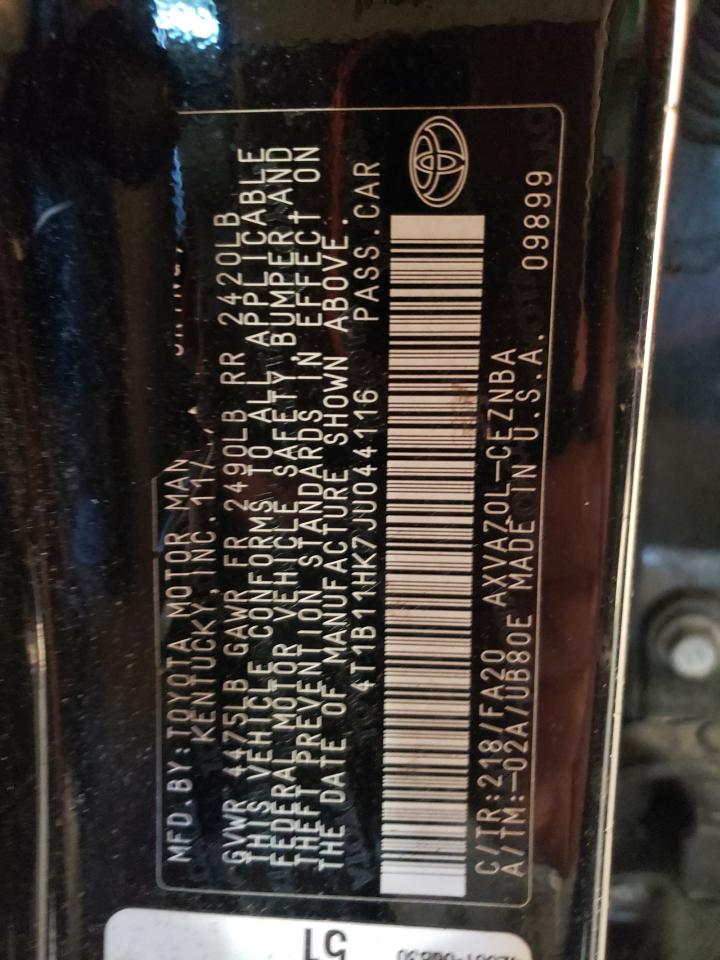 MFD.BY:TOYOTA MOTOR MAN
KENTUCKY, INC. 11/
GVWR 4475LB GAWR FR 2490LB RR 2420LB
THIS VEHICLE CONFORMS TO ALL APPLICABLE
FEDERAL MOTOR VEHICLE SAFETY, BUMPER, AND
THEFT PREVENTION STANDARDS IN EFFECT ON
THE DATE OF MANUFACTURE SHOWN ABOVE.
4T1B11HK7JU044116 PASS.CAR
C/TR:218/FA20 AXVA70L-CEZNBA
A/TM:-02A/UB80E MADE IN U.S.A. 09899
51